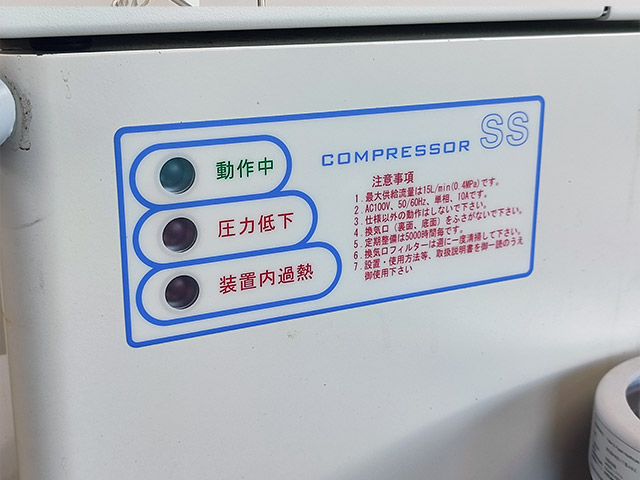 COMPRESSOR SS
動作中
圧力低下
装置内過熱
注意事項
1．最大供給流量は15L/min(0.4MPa)です。
2．AC100V、50/60Hz、単相、10Aです。
3．仕様以外の動作はしないで下さい。
4．換気口（裏面、底面）をふさがないで下さい。
5．定期整備は5000時間毎です。
6．換気口フィルターは週に一度清掃して下さい。
7．設置・使用方法等、取扱説明書を御一読のうえ
御使用下さい